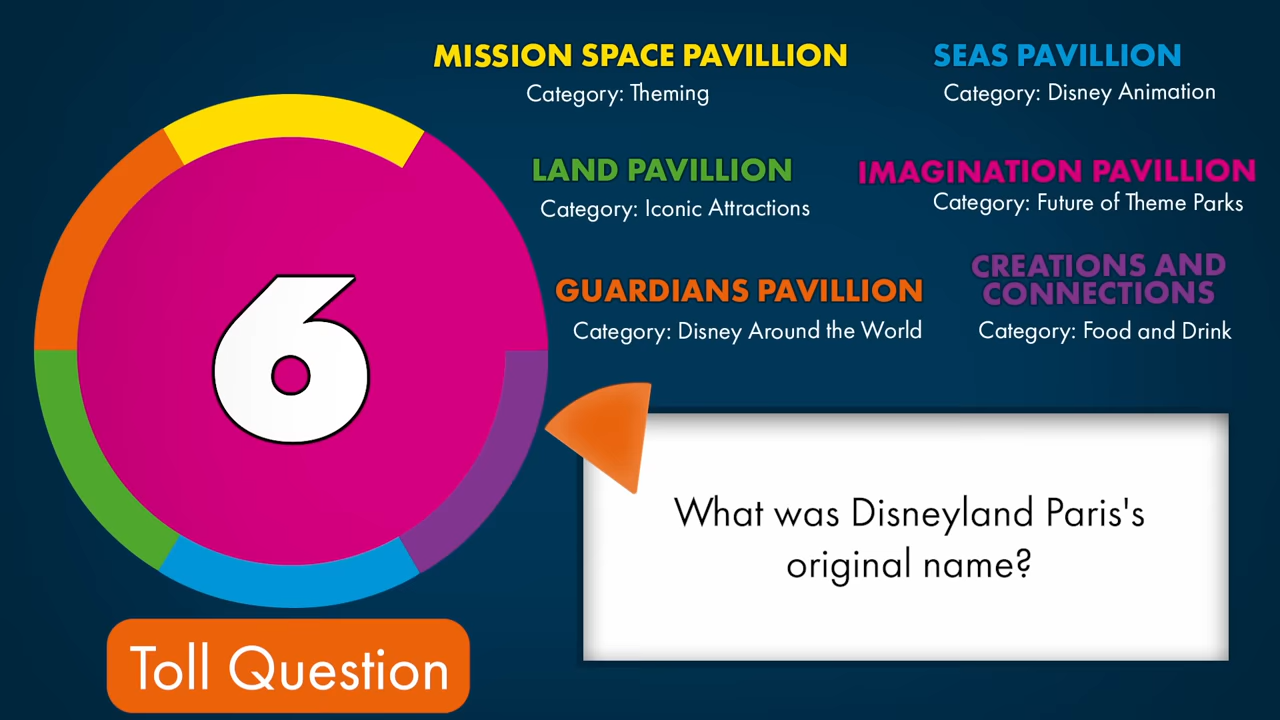 MISSION SPACE PAVILLION
Category: Theming
SEAS PAVILLION
Category: Disney Animation
LAND PAVILLION
Category: Iconic Attractions
IMAGINATION PAVILLION
Category: Future of Theme Parks
GUARDIANS PAVILLION
Category: Disney Around the World
CREATIONS AND
CONNECTIONS
Category: Food and Drink
6
What was Disneyland Paris's
original name?
Toll Question